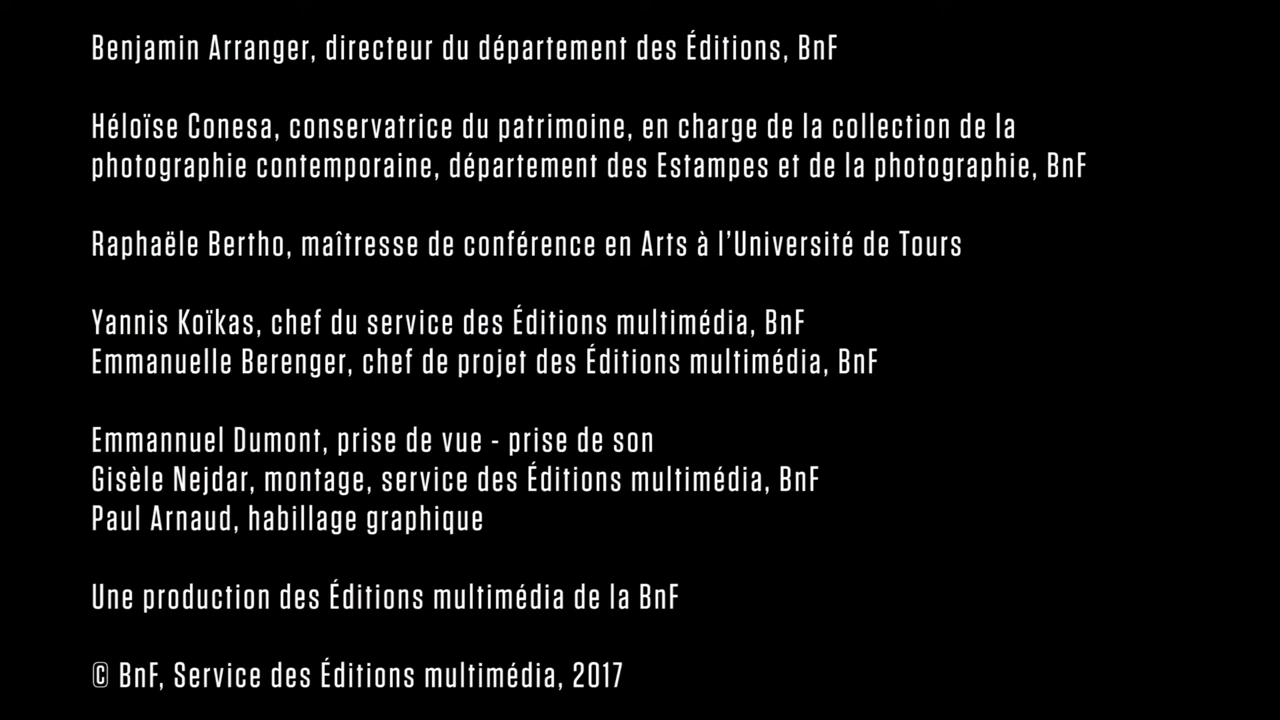 Benjamin Arranger, directeur du département des Éditions, BnF
Héloïse Conesa, conservatrice du patrimoine, en charge de la collection de la
photographie contemporaine, département des Estampes et de la photographie, BnF
Raphaële Bertho, maîtresse de conférence en Arts à l’Université de Tours
Yannis Koïkas, chef du service des Éditions multimédia, BnF
Emmanuelle Berenger, chef de projet des Éditions multimédia, BnF
Emmannuel Dumont, prise de vue - prise de son
Gisèle Nejdar, montage, service des Éditions multimédia, BnF
Paul Arnaud, habillage graphique
Une production des Éditions multimédia de la BnF
© BnF, Service des Éditions multimédia, 2017